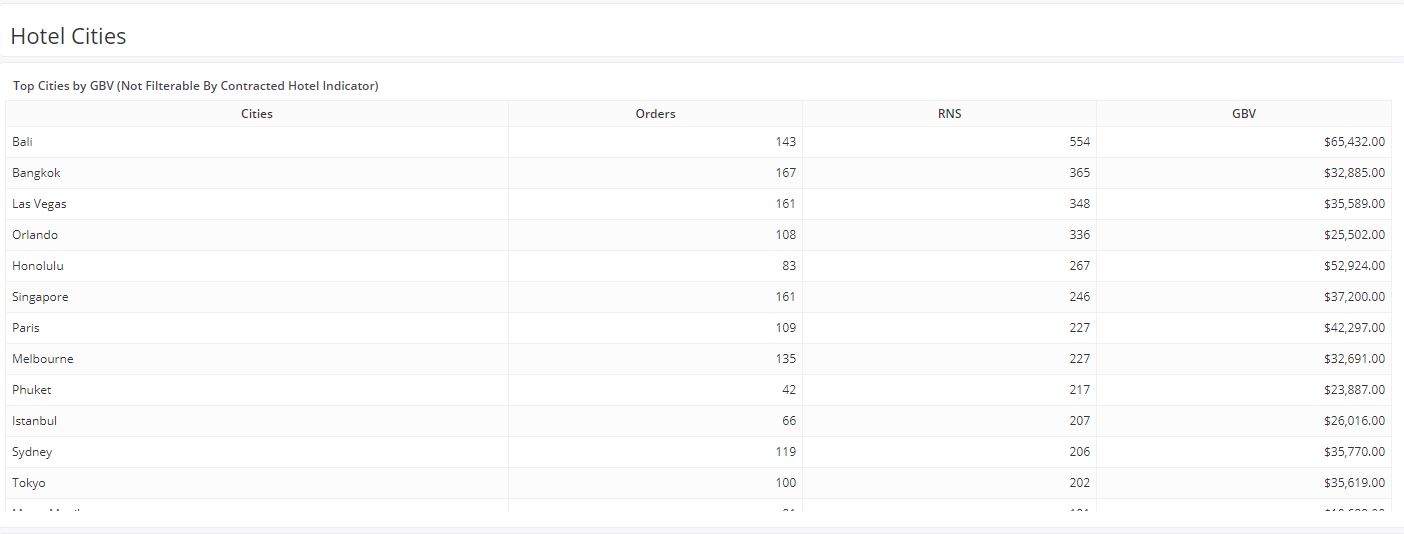 Hotel Cities
Top Cities by GBV (Not Filterable By Contracted Hotel Indicator)
Cities Orders RNS GBV
Bali 143 554 $65,432.00
Bangkok 167 365 $32,885.00
Las Vegas 161 348 $35,589.00
Orlando 108 336 $25,502.00
Honolulu 83 267 $52,924.00
Singapore 161 246 $37,200.00
Paris 109 227 $42,297.00
Melbourne 135 227 $32,691.00
Phuket 42 217 $23,887.00
Istanbul 66 207 $26,016.00
Sydney 119 206 $35,770.00
Tokyo 100 202 $35,619.00